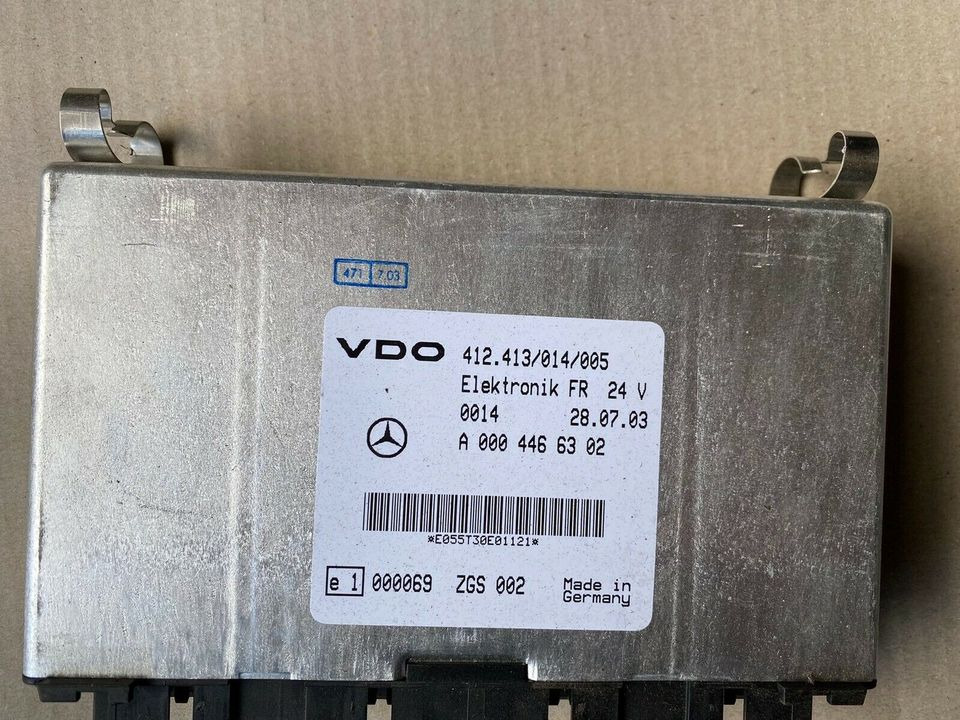 471 7.03
VDO 412.413/014/005
Elektronik FR 24 V
0014 28.07.03
A 000 446 63 02
*E055T30E01121*
e 1 000069 ZGS 002 Made in
Germany